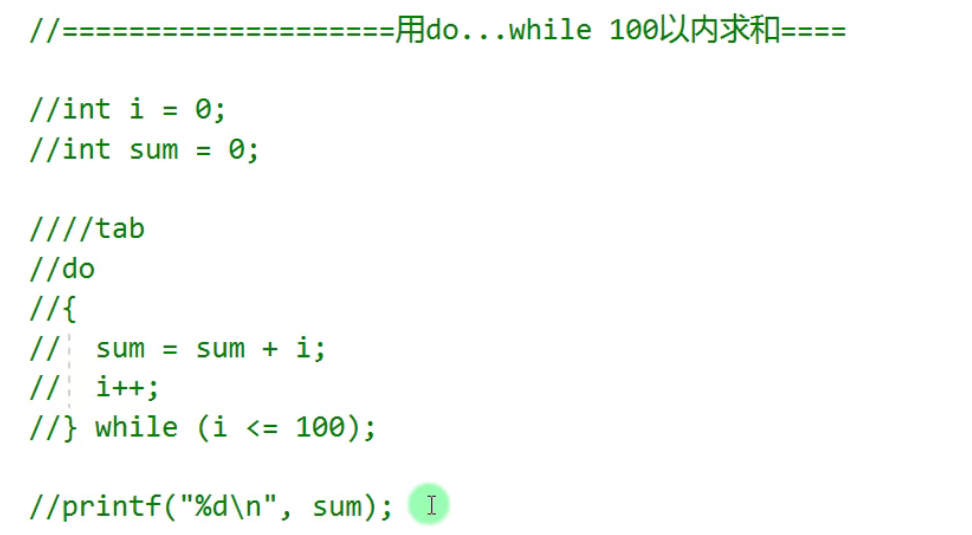 //====================用do...while 100以内求和====
//int i = 0;
//int sum = 0;
////tab
//do
//{
//  sum = sum + i;
//  i++;
//} while (i <= 100);
//printf("%d\n", sum);